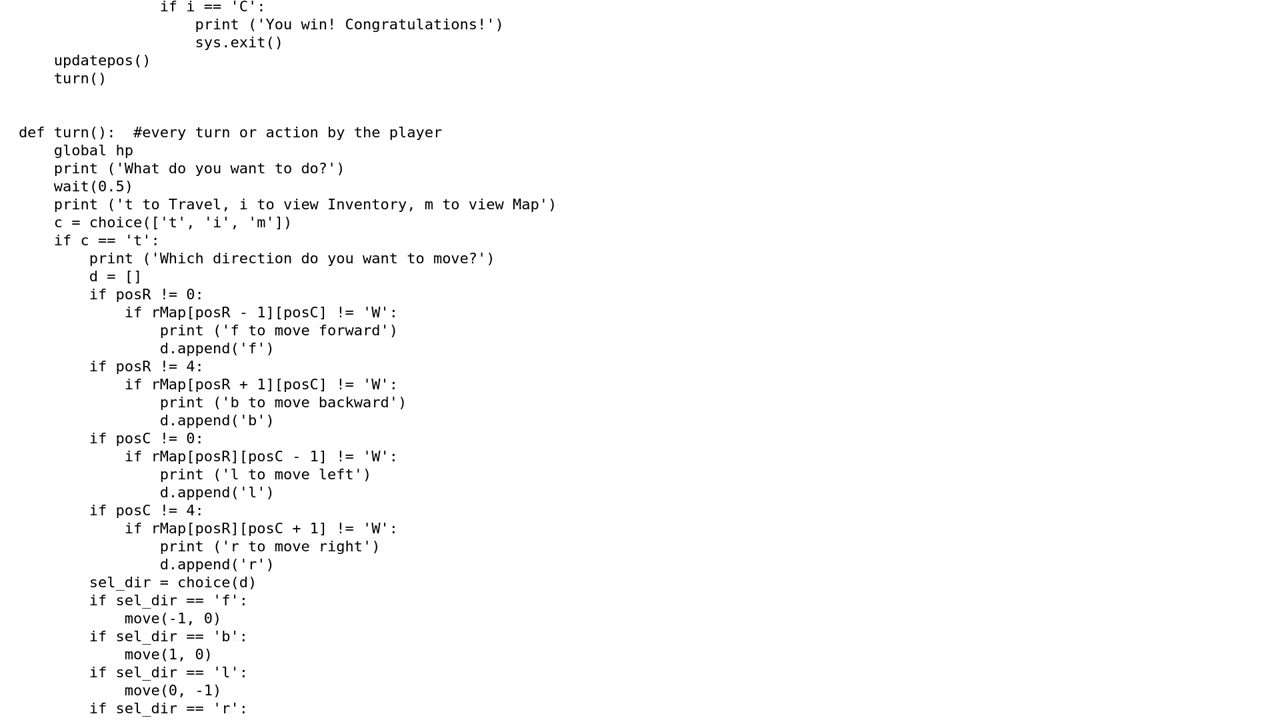 if i == 'C':
                    print ('You win! Congratulations!')
                    sys.exit()
    updatepos()
    turn()


def turn():  #every turn or action by the player
    global hp
    print ('What do you want to do?')
    wait(0.5)
    print ('t to Travel, i to view Inventory, m to view Map')
    c = choice(['t', 'i', 'm'])
    if c == 't':
        print ('Which direction do you want to move?')
        d = []
        if posR != 0:
            if rMap[posR - 1][posC] != 'W':
                print ('f to move forward')
                d.append('f')
        if posR != 4:
            if rMap[posR + 1][posC] != 'W':
                print ('b to move backward')
                d.append('b')
        if posC != 0:
            if rMap[posR][posC - 1] != 'W':
                print ('l to move left')
                d.append('l')
        if posC != 4:
            if rMap[posR][posC + 1] != 'W':
                print ('r to move right')
                d.append('r')
        sel_dir = choice(d)
        if sel_dir == 'f':
            move(-1, 0)
        if sel_dir == 'b':
            move(1, 0)
        if sel_dir == 'l':
            move(0, -1)
        if sel_dir == 'r':